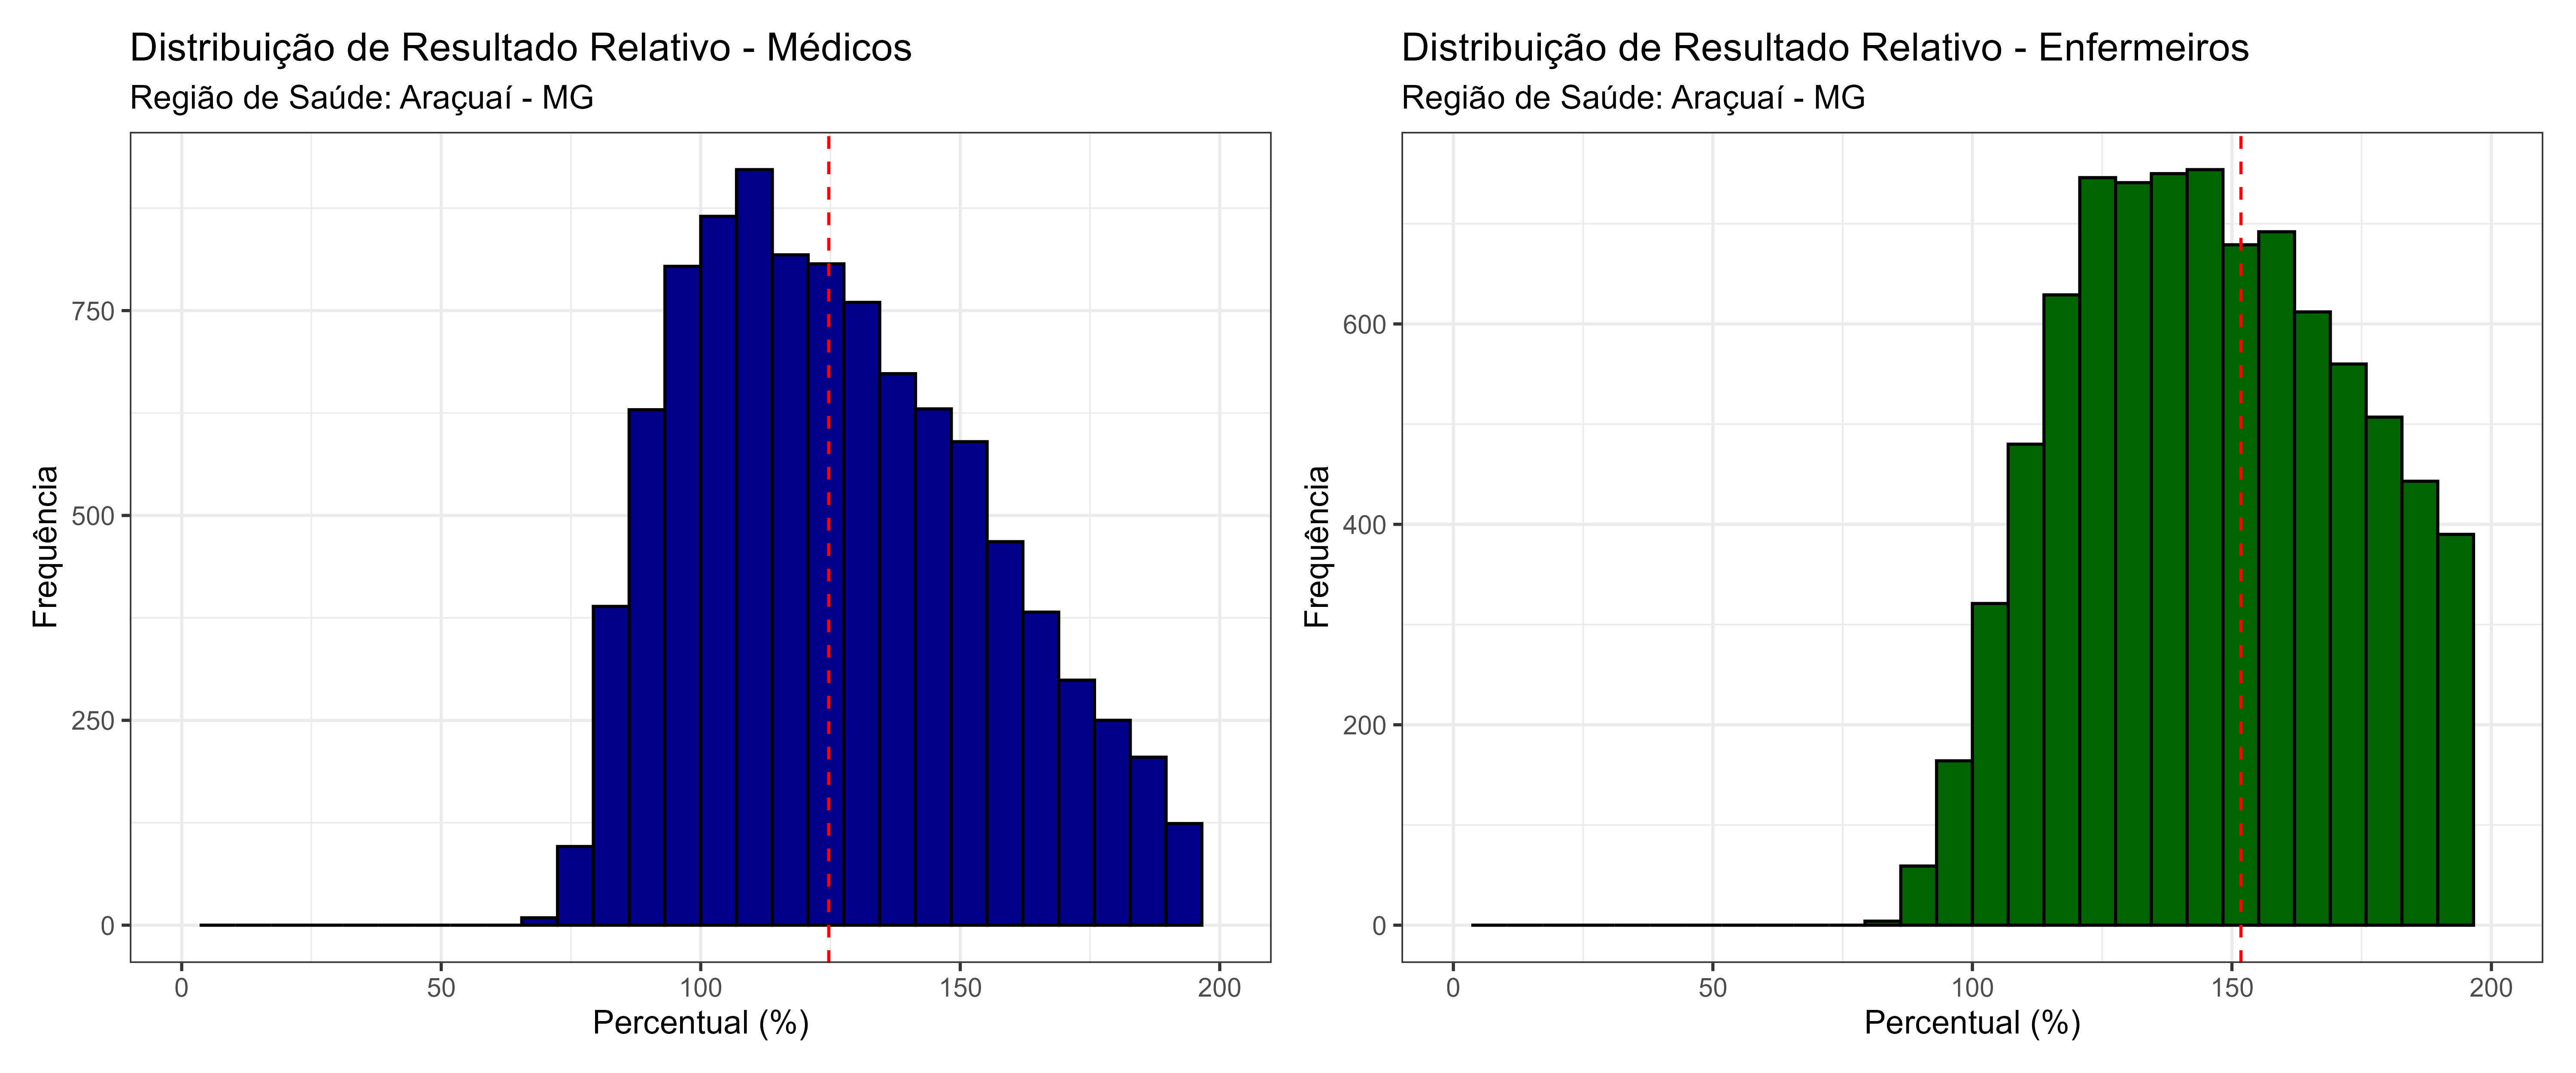 Distribuição de Resultado Relativo - Médicos
Região de Saúde: Araçuaí - MG
Frequência
750
500
250
0
0 50 100 150 200
Percentual (%)
Distribuição de Resultado Relativo - Enfermeiros
Região de Saúde: Araçuaí - MG
Frequência
600
400
200
0
0 50 100 150 200
Percentual (%)